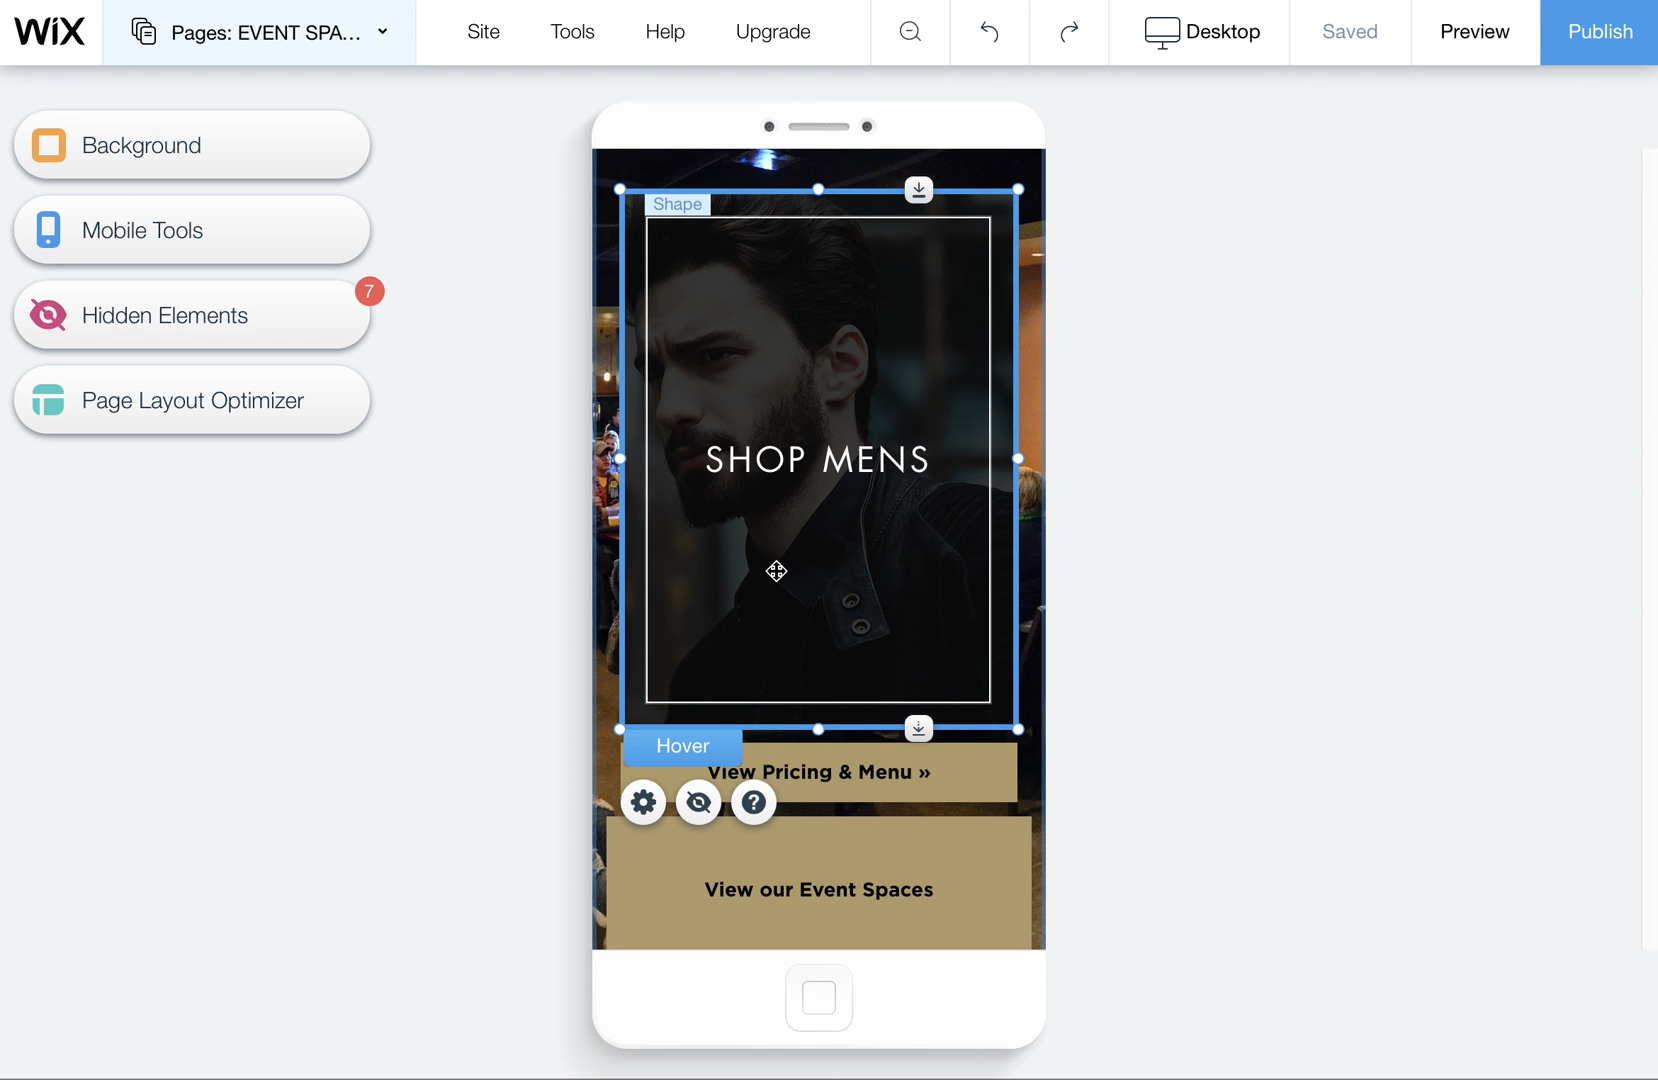 WiX
Pages: EVENT SPA...
Site
Tools
Help
Upgrade
Desktop
Saved
Preview
Publish
Background
Mobile Tools
7
Hidden Elements
Page Layout Optimizer
Shape
SHOP MENS
Hover
View Pricing & Menu »
?
View our Event Spaces